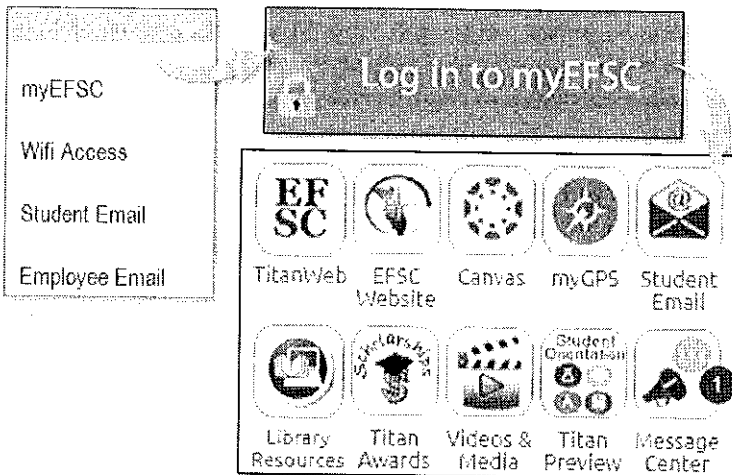 myEFSC
Wifi Access
Student Email
Employee Email
Log in to myEFSC
EF
SC
TitanWeb
EFSC
Website
Canvas
myGPS
@
Student
Email
Library
Resources
Scholarships
$
Titan
Awards
Videos &
Media
Student
Orientation
Titan
Preview
1
Message
Center